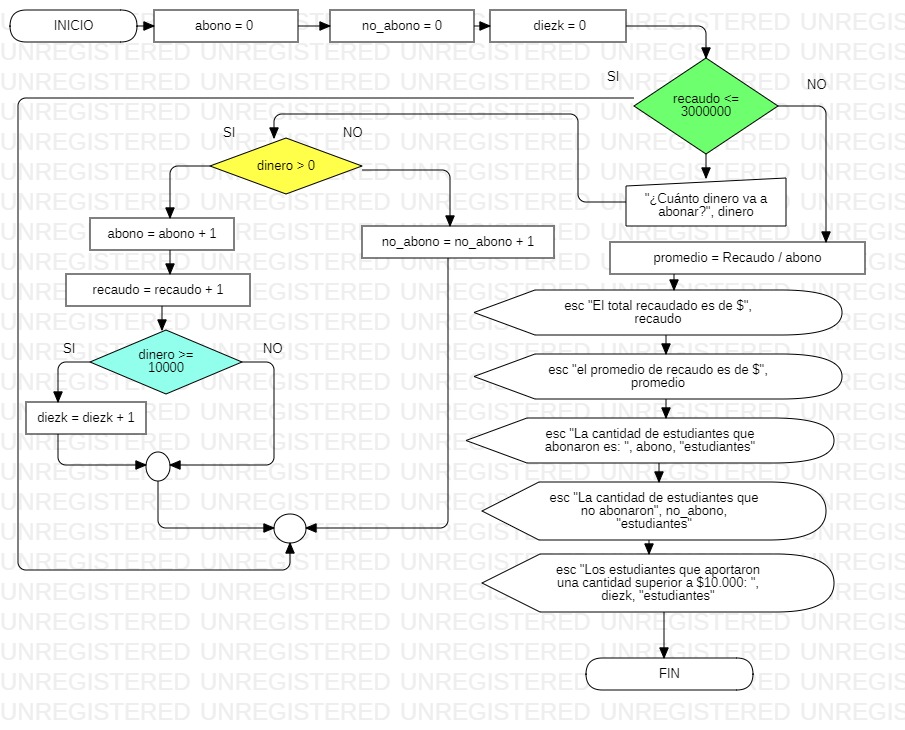 INICIO
abono = 0
no_abono = 0
diezk = 0
SI
NO
recaudo <=
3000000
SI
NO
dinero > 0
"¿Cuánto dinero va a
abonar?", dinero
abono = abono + 1
no_abono = no_abono + 1
promedio = Recaudo / abono
recaudo = recaudo + 1
esc "El total recaudado es de $",
recaudo
SI
NO
dinero >=
10000
esc "el promedio de recaudo es de $",
promedio
diezk = diezk + 1
esc "La cantidad de estudiantes que
abonaron es: ", abono, "estudiantes"
esc "La cantidad de estudiantes que
no abonaron", no_abono,
"estudiantes"
esc "Los estudiantes que aportaron
una cantidad superior a $10.000: ",
diezk, "estudiantes"
FIN
UNREGISTERED